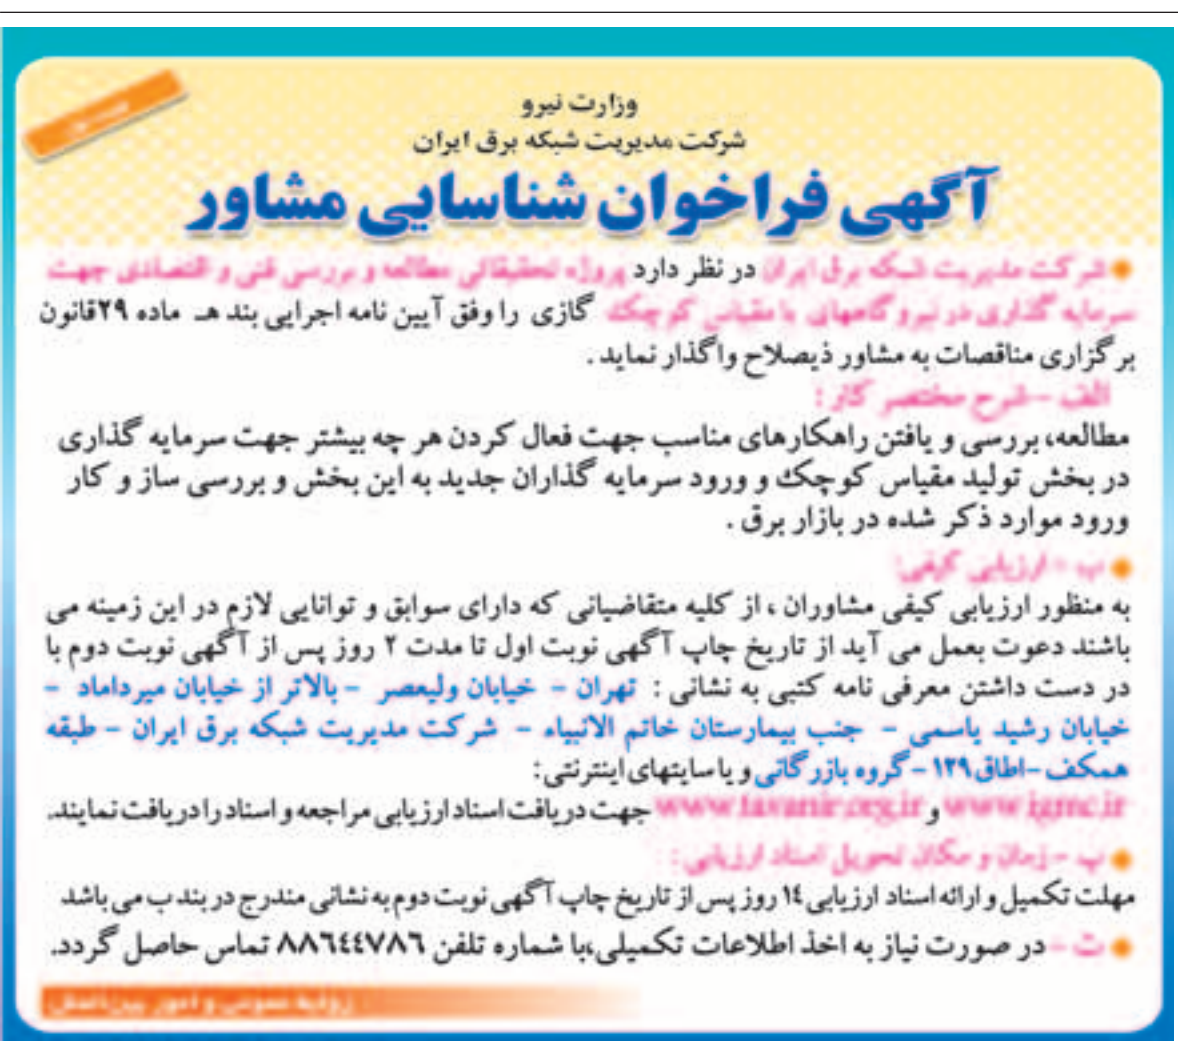 وزارت نیرو
شرکت مدیریت شبکه برق ایران
آگهی فراخوان شناسایی مشاور
شرکت مدیریت شبکه برق ایران در نظر دارد پروژه تحقیقاتی مطالعه و بررسی فنی و اقتصادی جهت
سرمایه گذاری در نیروگاههای با مقیاس کوچک گازی را وفق آیین نامه اجرایی بند هـ ماده ۲۹قانون
برگزاری مناقصات به مشاور ذیصلاح واگذار نماید .
الف - شرح مختصر کار :
مطالعه، بررسی و یافتن راهکارهای مناسب جهت فعال کردن هر چه بیشتر جهت سرمایه گذاری
در بخش تولید مقیاس کوچک و ورود سرمایه گذاران جدید به این بخش و بررسی ساز و کار
ورود موارد ذکر شده در بازار برق .
ب - ارزیابی کیفی:
به منظور ارزیابی کیفی مشاوران ، از کلیه متقاضیانی که دارای سوابق و توانایی لازم در این زمینه می
باشند دعوت بعمل می آید از تاریخ چاپ آگهی نوبت اول تا مدت ۲ روز پس از آگهی نوبت دوم با
در دست داشتن معرفی نامه کتبی به نشانی : تهران - خیابان ولیعصر - بالاتر از خیابان میرداماد -
خیابان رشید یاسمی - جنب بیمارستان خاتم الانبیاء - شرکت مدیریت شبکه برق ایران - طبقه
همکف -اطاق ۱۲۹ - گروه بازرگانی و یا سایتهای اینترنتی:
www.igmc.ir و www.tavanir.org.ir جهت دریافت اسناد ارزیابی مراجعه و اسناد را دریافت نمایند.
پ - زمان و مکان تحویل اسناد ارزیابی :
مهلت تکمیل و ارائه اسناد ارزیابی ۱٤ روز پس از تاریخ چاپ آگهی نوبت دوم به نشانی مندرج در بند ب می باشد
ت - در صورت نیاز به اخذ اطلاعات تکمیلی،با شماره تلفن ۸۸٦٤٤۷۸٦ تماس حاصل گردد.
روابط عمومی و امور بین الملل